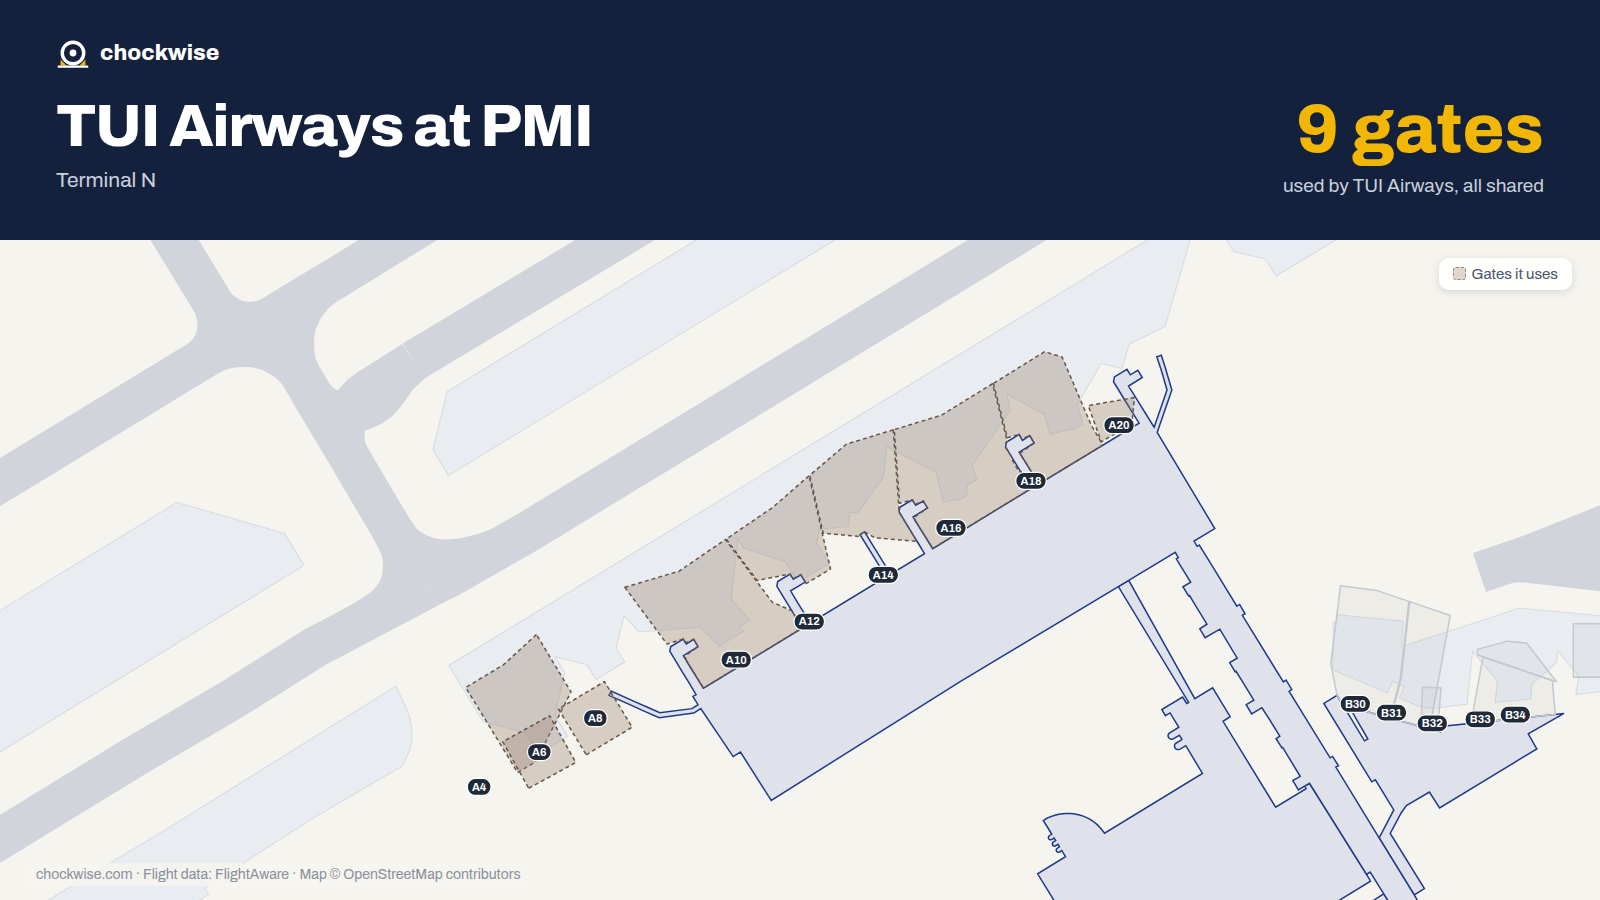 chockwise
TUI Airways at PMI
Terminal N
9 gates
used by TUI Airways, all shared
Gates it uses
A20
A18
A16
A14
A12
A10
A8
A6
A4
B30
B31
B32
B33
B34
chockwise.com · Flight data: FlightAware · Map © OpenStreetMap contributors